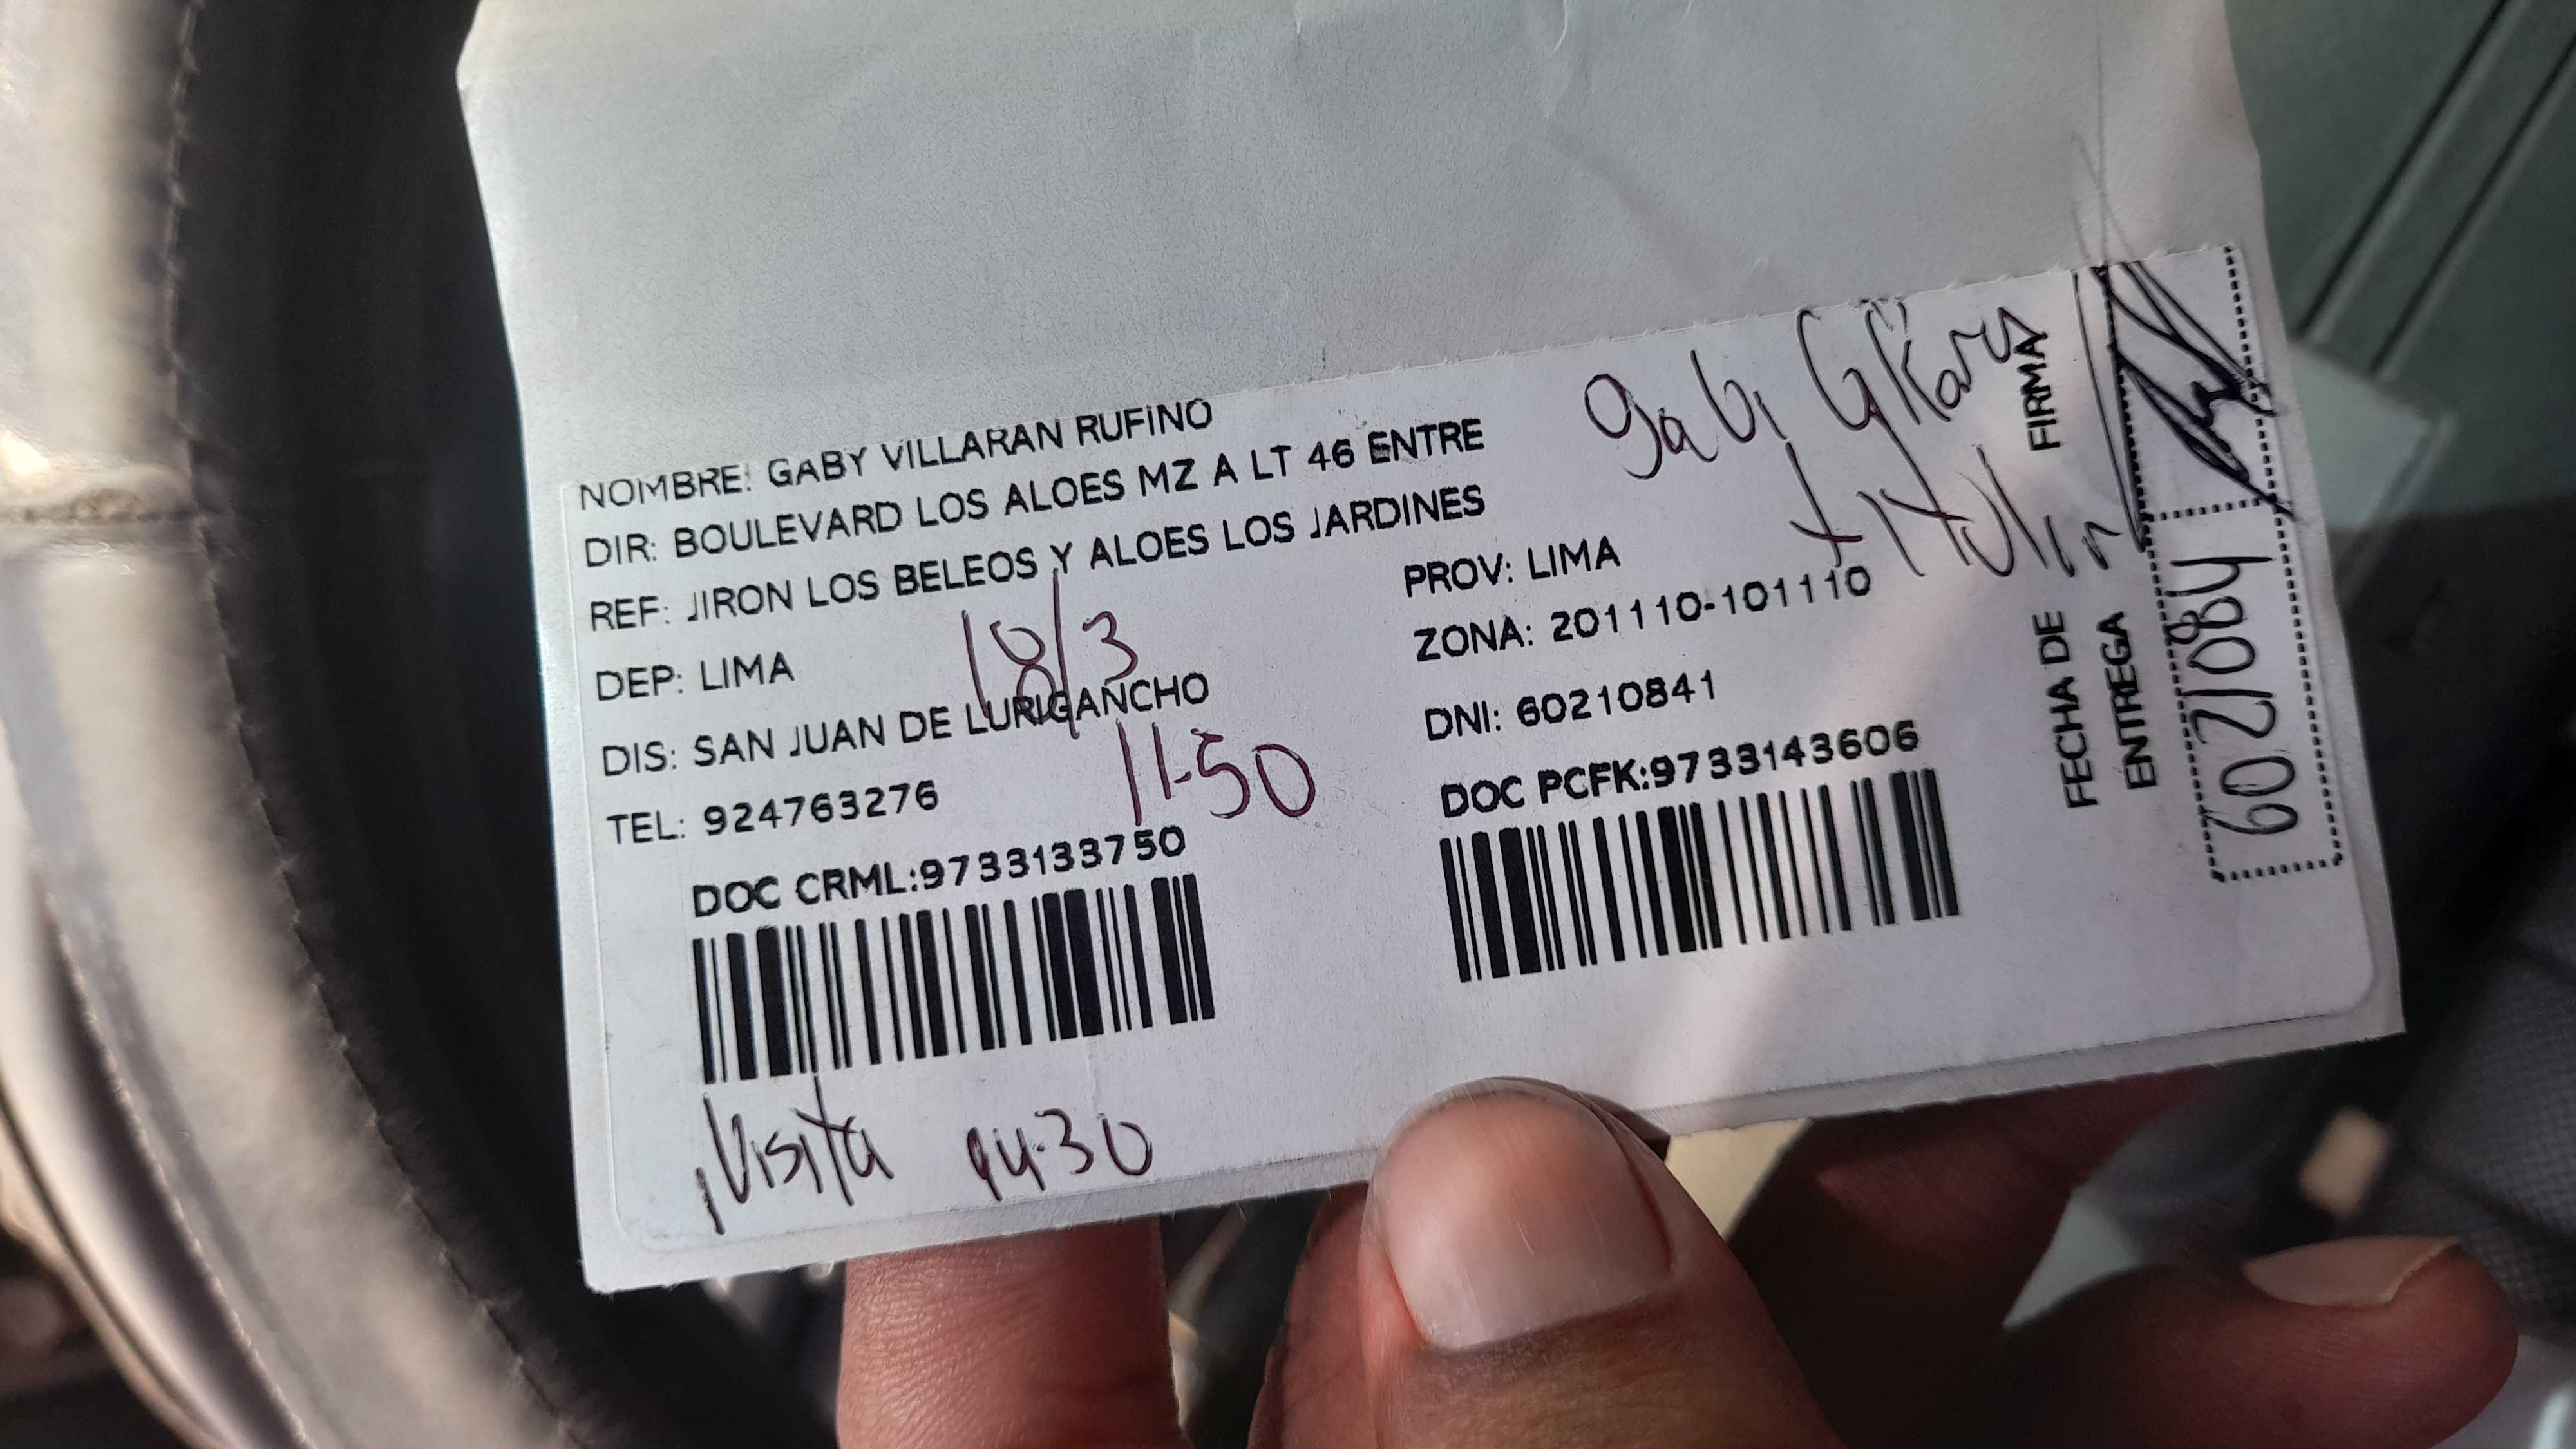 NOMBRE: GABY VILLARAN RUFINO
DIR: BOULEVARD LOS ALOES MZ A LT 46 ENTRE
REF: JIRON LOS BELEOS Y ALOES LOS JARDINES
DEP: LIMA
PROV: LIMA
ZONA: 201110-101110
18/3
DIS: SAN JUAN DE LURIGANCHO
DNI: 60210841
TEL: 924763276
11-50
DOC CRML:9733133750
DOC PCFK:9733143606
Gabi
titular
FIRMA
FECHA DE
ENTREGA
60210841
1 Visita